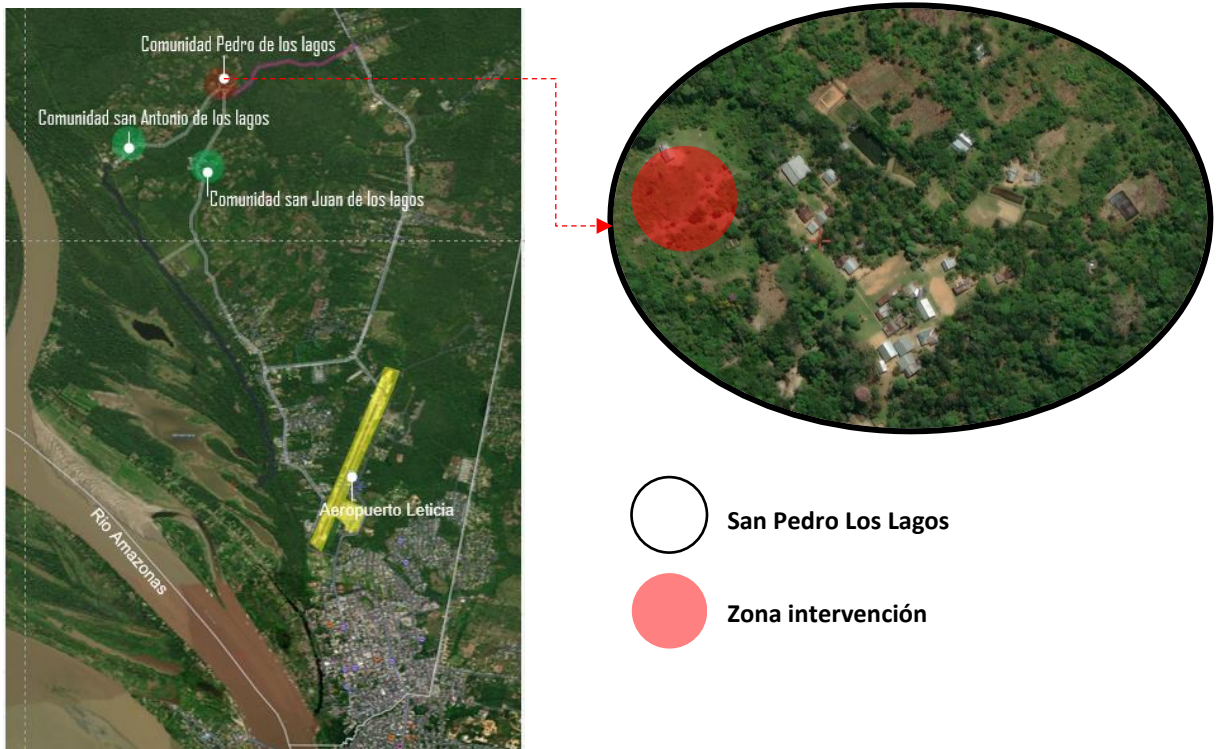 Comunidad Pedro de los lagos
Comunidad san Antonio de los lagos
Comunidad san Juan de los lagos
Aeropuerto Leticia
Rio Amazonas
San Pedro Los Lagos
Zona intervención